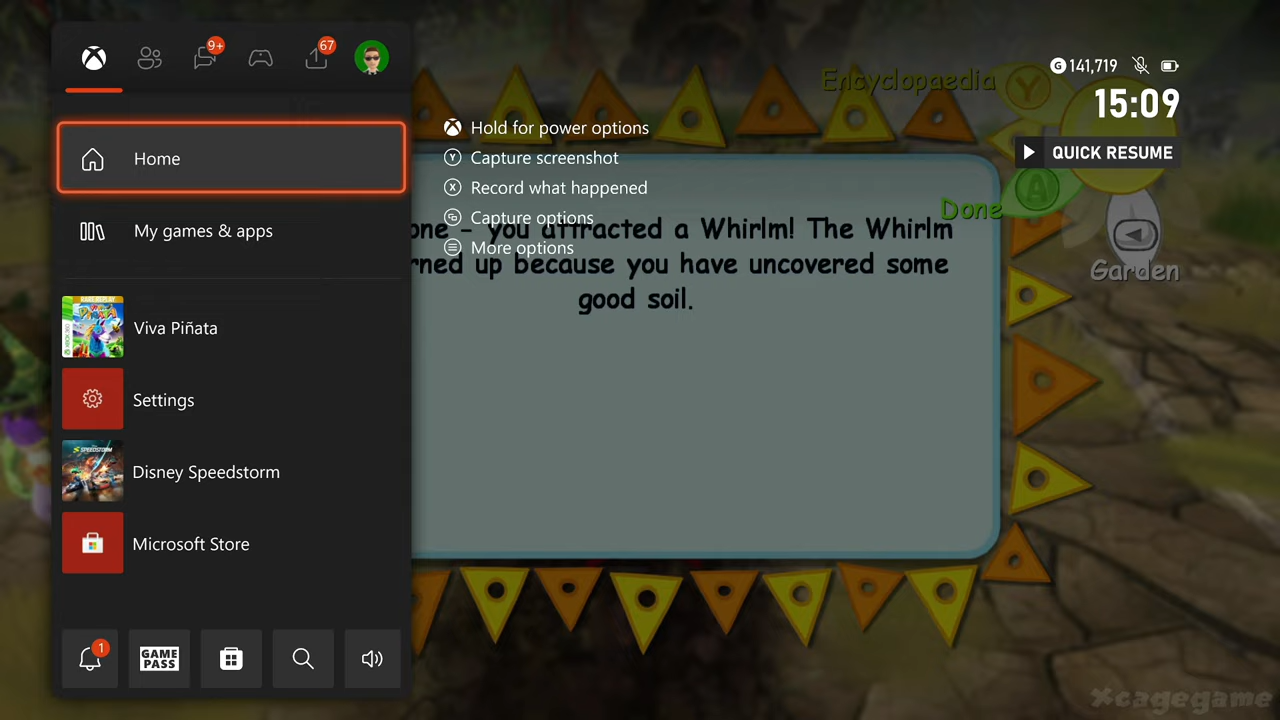 9+
67
Home
My games & apps
Viva Piñata
Settings
Disney Speedstorm
Microsoft Store
1
GAME
PASS
Hold for power options
Y Capture screenshot
X Record what happened
Capture options
More options
one - you attracted a Whirlm! The Whirlm
rned up because you have uncovered some
good soil.
Encyclopaedia Y
Done A
Garden
G 141,719
15:09
QUICK RESUME
Xcagegame